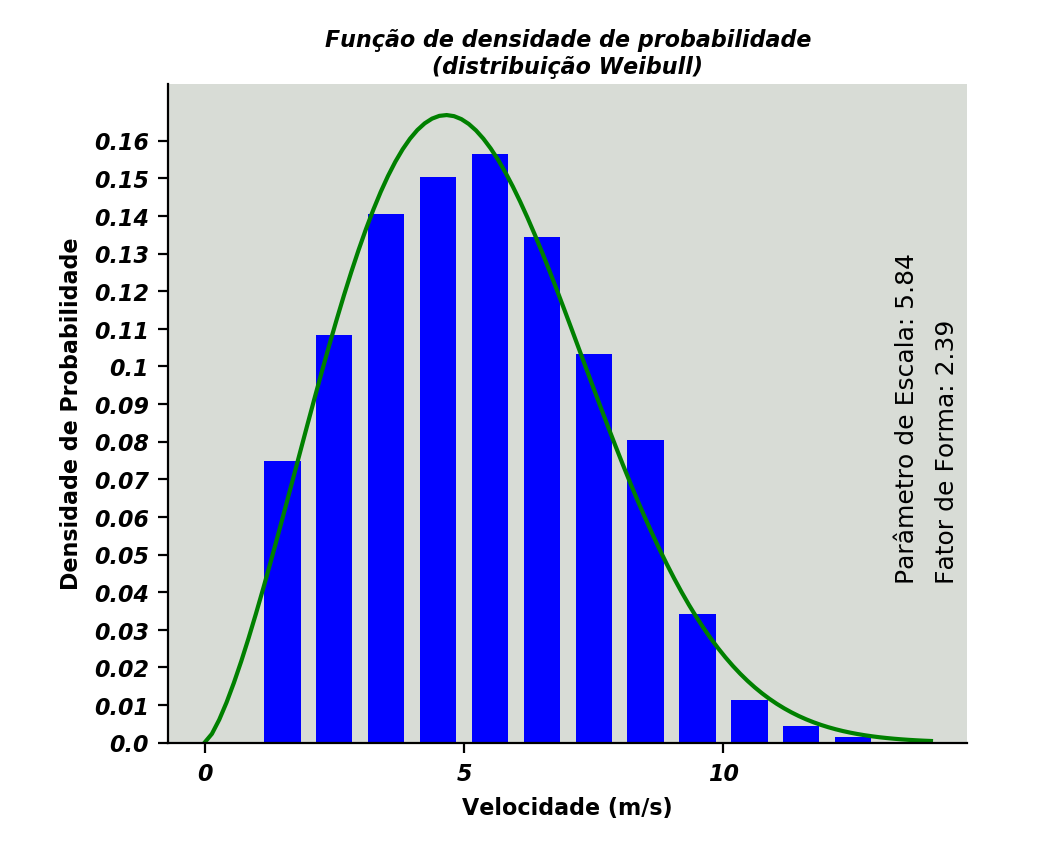 Função de densidade de probabilidade
(distribuição Weibull)
Densidade de Probabilidade
0.16
0.15
0.14
0.13
0.12
0.11
0.1
0.09
0.08
0.07
0.06
0.05
0.04
0.03
0.02
0.01
0.0
Parâmetro de Escala: 5.84
Fator de Forma: 2.39
0 5 10
Velocidade (m/s)